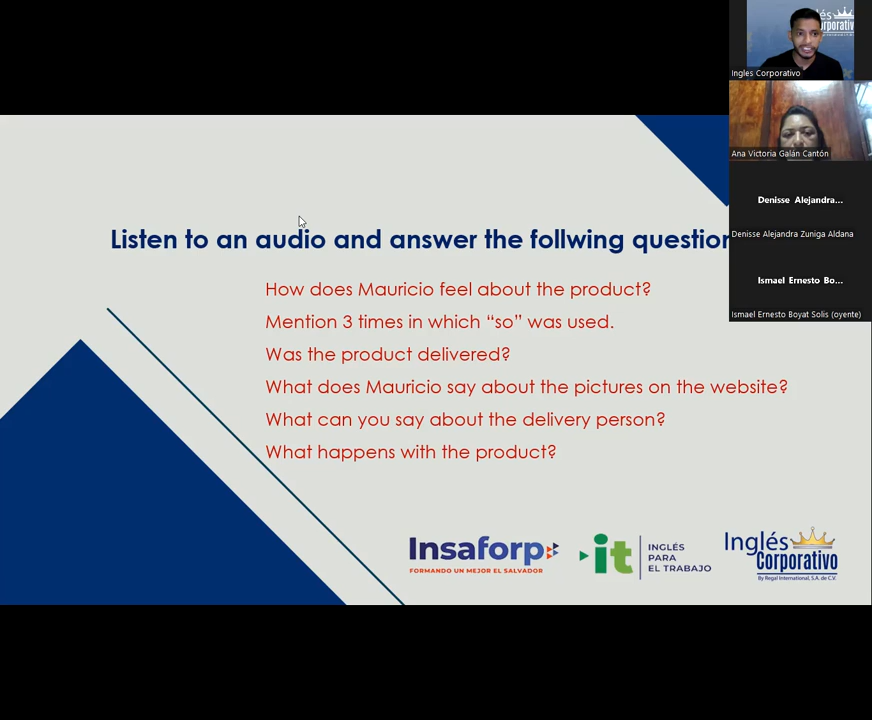 lés
orporativo
Ingles Corporativo
Ana Victoria Galán Cantón
Denisse Alejandra...
Denisse Alejandra Zuniga Aldana
Ismael Ernesto Bo...
Ismael Ernesto Boyat Solis (oyente)
Listen to an audio and answer the follwing question
How does Mauricio feel about the product?
Mention 3 times in which “so” was used.
Was the product delivered?
What does Mauricio say about the pictures on the website?
What can you say about the delivery person?
What happens with the product?
Insaforp
FORMANDO UN MEJOR EL SALVADOR
it
INGLÉS
PARA
EL TRABAJO
Inglés
Corporativo
By Regal International, S.A. de C.V.